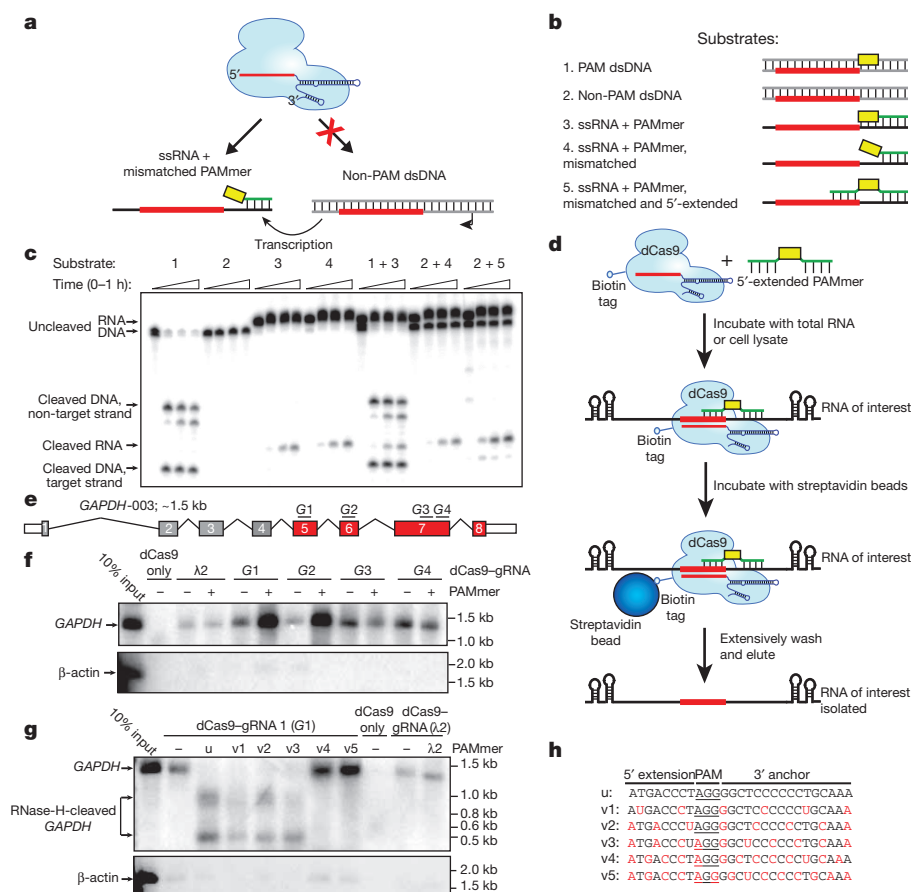 a
5′
3′
ssRNA +
mismatched PAMmer
Non-PAM dsDNA
Transcription
b
Substrates:
1. PAM dsDNA
2. Non-PAM dsDNA
3. ssRNA + PAMmer
4. ssRNA + PAMmer,
mismatched
5. ssRNA + PAMmer,
mismatched and 5′-extended
c
Substrate: 1 2 3 4 1 + 3 2 + 4 2 + 5
Time (0–1 h):
Uncleaved RNA
DNA
Cleaved DNA,
non-target strand
Cleaved RNA
Cleaved DNA,
target strand
d
dCas9
+
Biotin
tag
5′-extended PAMmer
Incubate with total RNA
or cell lysate
dCas9
RNA of interest
Biotin
tag
Incubate with streptavidin beads
dCas9
RNA of interest
Biotin
tag
Streptavidin
bead
Extensively wash
and elute
RNA of interest
isolated
e
GAPDH-003; ~1.5 kb
G1 G2 G3 G4
1 2 3 4 5 6 7 8
f
10% input
dCas9
only λ2 G1 G2 G3 G4 dCas9–gRNA
– – + – + – + – + – + PAMmer
GAPDH
1.5 kb
1.0 kb
β-actin
2.0 kb
1.5 kb
g
10% input
dCas9–gRNA 1 (G1)
dCas9
only
dCas9–
gRNA (λ2)
– u v1 v2 v3 v4 v5 – – λ2 PAMmer
GAPDH
1.5 kb
RNase-H-cleaved
GAPDH
1.0 kb
0.8 kb
0.6 kb
0.5 kb
β-actin
2.0 kb
1.5 kb
h
5′ extension PAM 3′ anchor
u: ATGACCCTAGGGGCTCCCCCCTGCAAA
v1: AUGACCCTAGGGGCTCCCCCCUGCAAA
v2: ATGACCCUAGGGGCTCCCCCCTGCAAA
v3: ATGACCCUAGGGGCUCCCCCCTGCAAA
v4: ATGACCCTAGGGGCTCCCCCCUGCAAA
v5: ATGACCCTAGGGGCUCCCCCCTGCAAA